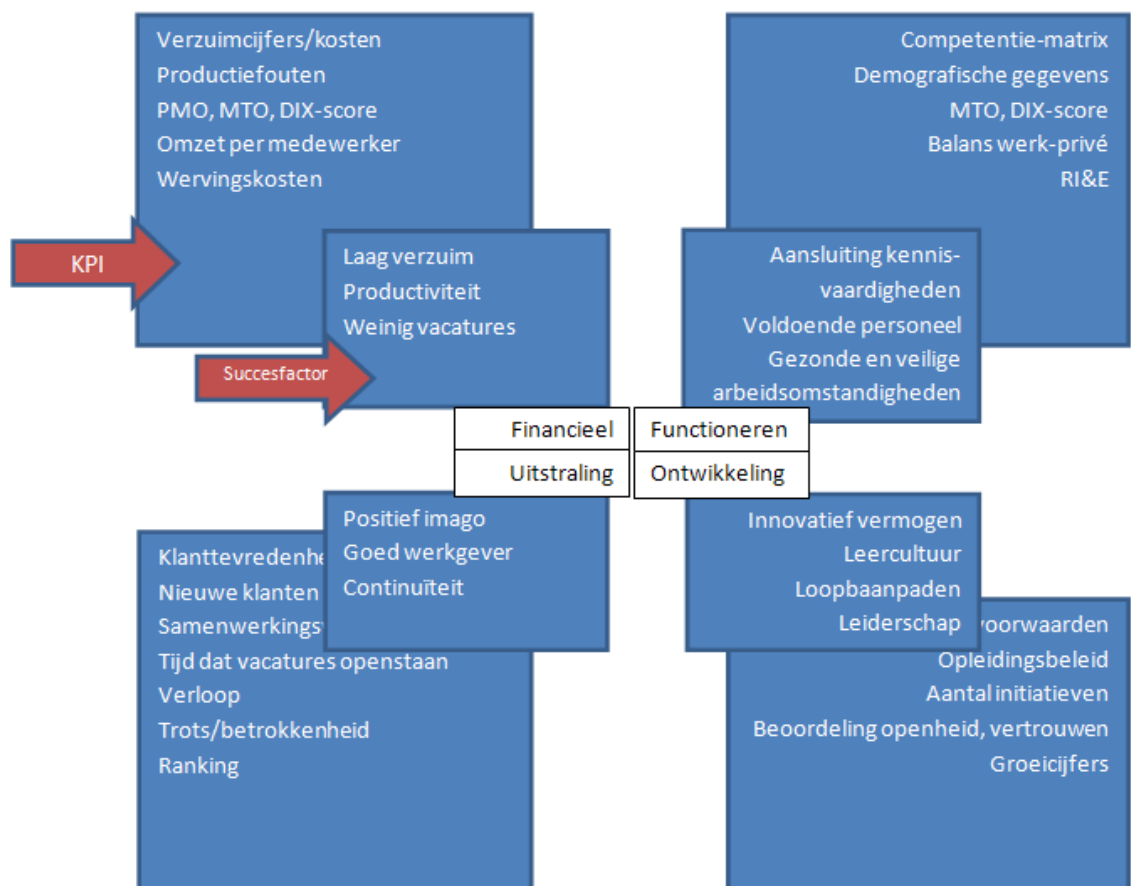 Verzuimcijfers/kosten
Productiefouten
PMO, MTO, DIX-score
Omzet per medewerker
Wervingskosten
KPI
Laag verzuim
Productiviteit
Weinig vacatures
Succesfactor
Competentie-matrix
Demografische gegevens
MTO, DIX-score
Balans werk-privé
RI&E
Aansluiting kennis-
vaardigheden
Voldoende personeel
Gezonde en veilige
arbeidsomstandigheden
Financieel
Functioneren
Uitstraling
Ontwikkeling
Positief imago
Goed werkgever
Continuïteit
Nieuwe klanten
Tijd dat vacatures openstaan
Verloop
Trots/betrokkenheid
Ranking
Innovatief vermogen
Leercultuur
Loopbaanpaden
Leiderschap
Opleidingsbeleid
Aantal initiatieven
Beoordeling openheid, vertrouwen
Groeicijfers